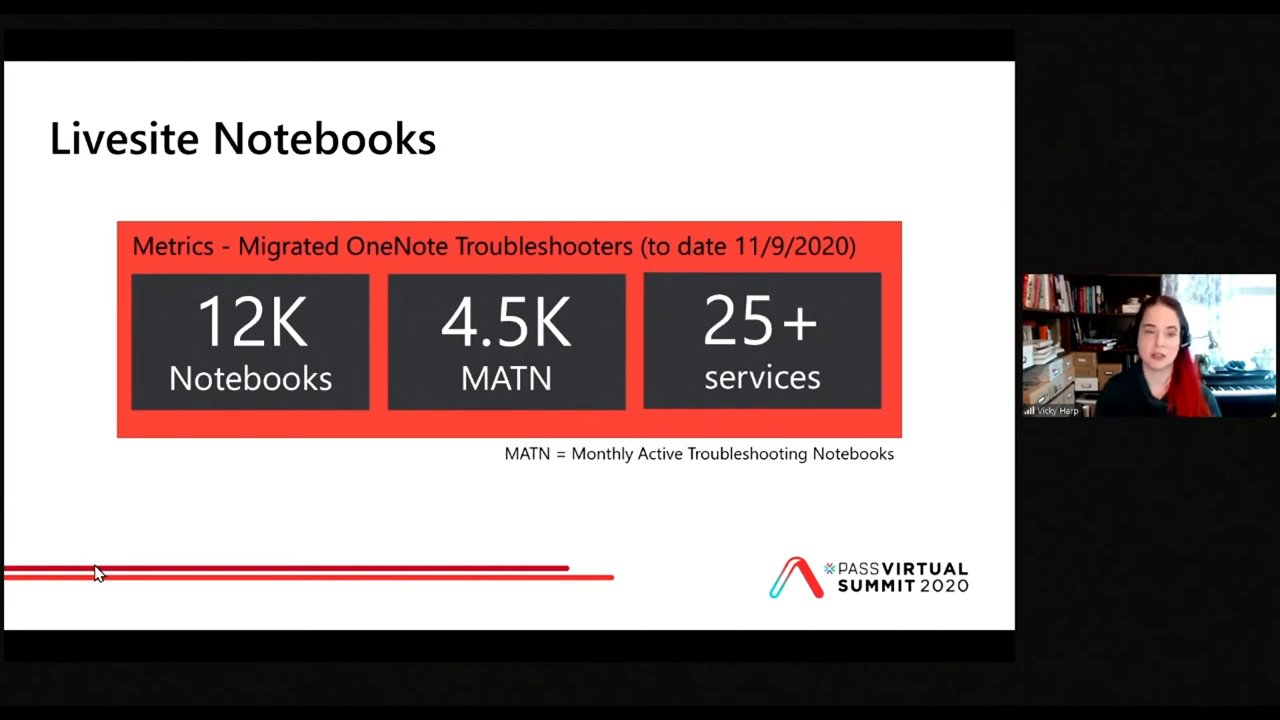 Livesite Notebooks
Metrics - Migrated OneNote Troubleshooters (to date 11/9/2020)
12K
Notebooks
4.5K
MATN
25+
services
MATN = Monthly Active Troubleshooting Notebooks
PASS VIRTUAL
SUMMIT 2020
Vicky Harp